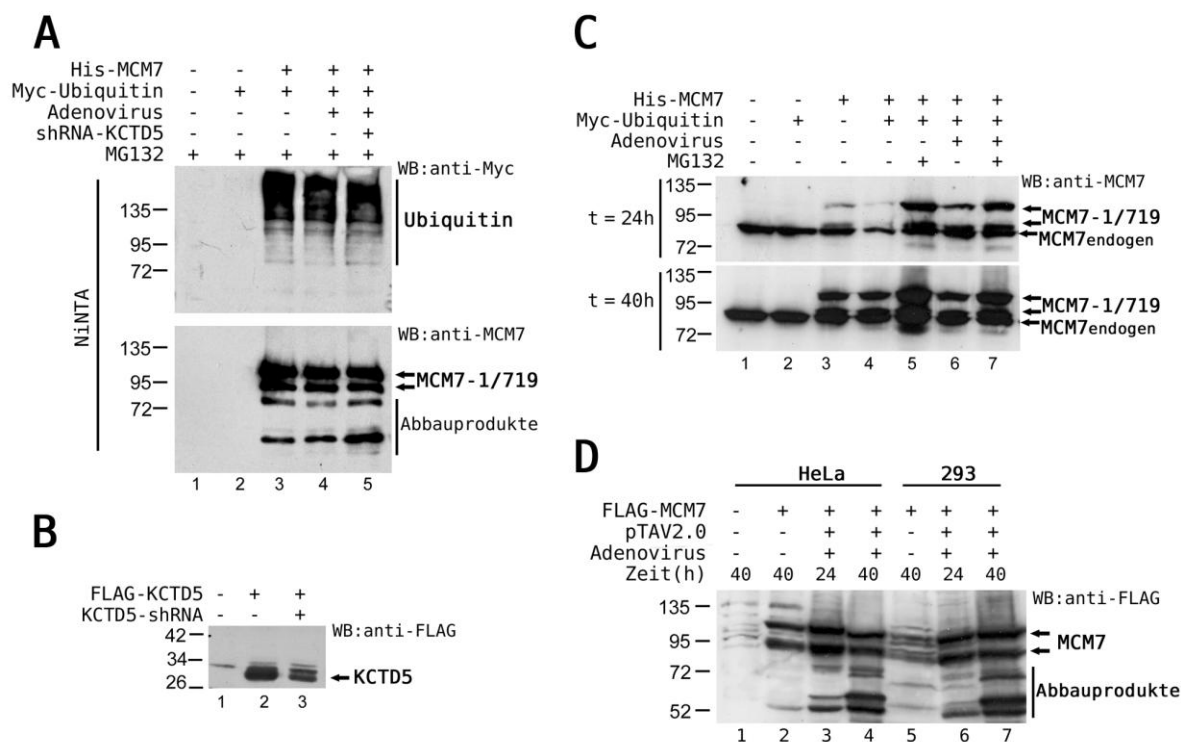 A
His-MCM7 - - + + +
Myc-Ubiquitin - + + + +
Adenovirus - - - + +
shRNA-KCTD5 - - - - +
MG132 + + + + +
WB:anti-Myc
135
95
72
Ubiquitin
NiNTA
WB:anti-MCM7
135
95
72
MCM7-1/719
Abbauprodukte
1 2 3 4 5
B
FLAG-KCTD5 - + +
KCTD5-shRNA - - +
WB:anti-FLAG
42
34
26
KCTD5
1 2 3
C
His-MCM7 - - + + + + +
Myc-Ubiquitin - + - + + + +
Adenovirus - - - - - + +
MG132 - - - - + - +
WB:anti-MCM7
t = 24h
135
95
72
MCM7-1/719
MCM7endogen
t = 40h
135
95
72
MCM7-1/719
MCM7endogen
1 2 3 4 5 6 7
D
HeLa 293
FLAG-MCM7 - + + + + + +
pTAV2.0 - - + + - + +
Adenovirus - - + + - + +
Zeit(h) 40 40 24 40 40 24 40
WB:anti-FLAG
135
95
72
52
MCM7
Abbauprodukte
1 2 3 4 5 6 7